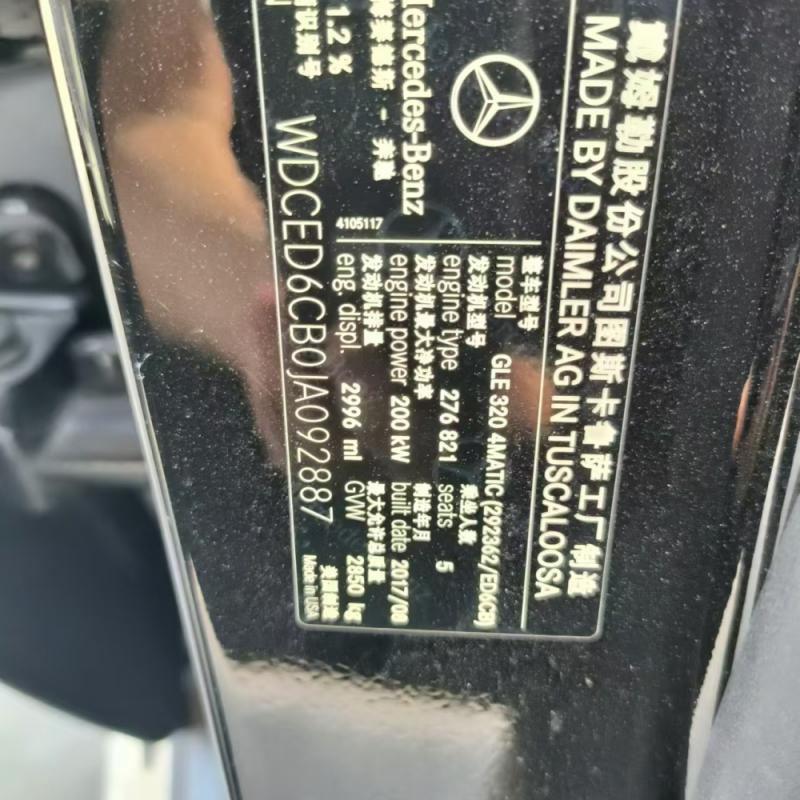 戴姆勒股份公司图斯卡鲁萨工厂制造
MADE BY DAIMLER AG IN TUSCALOOSA
Mercedes-Benz
梅赛德斯 - 奔驰
4105117
整车型号
model GLE 320 4MATIC (292362/ED6CB)
发动机型号 乘坐人数
engine type 276 821 seats 5
发动机最大净功率 制造年月
engine power 200 kW built date 2017/08
发动机排量 最大允许总质量
eng. displ. 2996 ml GVW 2850 kg
1.2 %
识别号 WDCED6CB0JA092887
美国制造
Made in USA